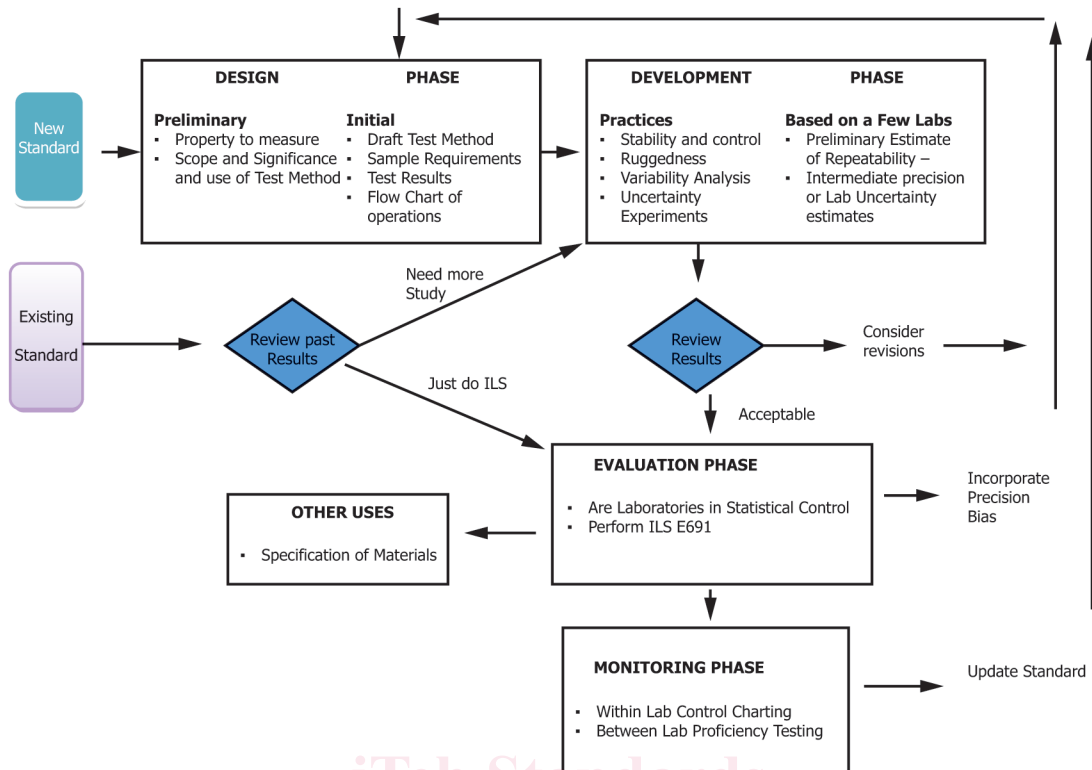 DESIGN PHASE
Preliminary
▪ Property to measure
▪ Scope and Significance
and use of Test Method
Initial
▪ Draft Test Method
▪ Sample Requirements
▪ Test Results
▪ Flow Chart of
operations
DEVELOPMENT PHASE
Practices
▪ Stability and control
▪ Ruggedness
▪ Variability Analysis
▪ Uncertainty
Experiments
Based on a Few Labs
▪ Preliminary Estimate
of Repeatability –
▪ Intermediate precision
or Lab Uncertainty
estimates
New
Standard
Need more
Study
Existing
Standard
Review past
Results
Review
Results
Consider
revisions
Just do ILS
Acceptable
EVALUATION PHASE
▪ Are Laboratories in Statistical Control
▪ Perform ILS E691
Incorporate
Precision
Bias
OTHER USES
▪ Specification of Materials
MONITORING PHASE
▪ Within Lab Control Charting
▪ Between Lab Proficiency Testing
Update Standard
iTeh Standards